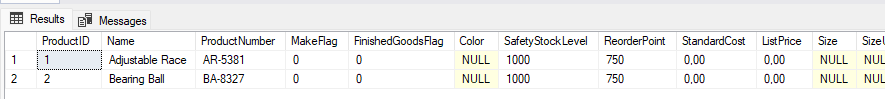 Results Messages
ProductID Name ProductNumber MakeFlag FinishedGoodsFlag Color SafetyStockLevel ReorderPoint StandardCost ListPrice Size
1 1 Adjustable Race AR-5381 0 0 NULL 1000 750 0,00 0,00 NULL
2 2 Bearing Ball BA-8327 0 0 NULL 1000 750 0,00 0,00 NULL